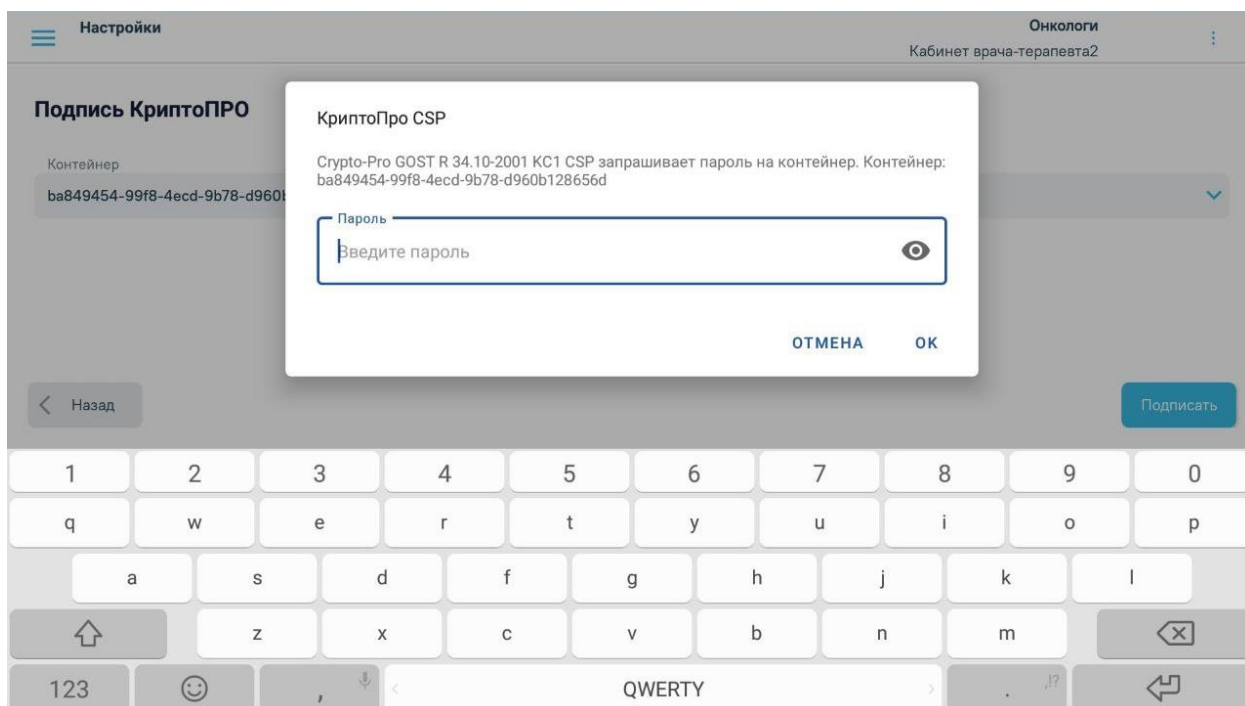 Настройки
Онкологи
Кабинет врача-терапевта2
Подпись КриптоПРО
Контейнер
ba849454-99f8-4ecd-9b78-d960b
КриптоПро CSP
Crypto-Pro GOST R 34.10-2001 KC1 CSP запрашивает пароль на контейнер. Контейнер:
ba849454-99f8-4ecd-9b78-d960b128656d
Пароль
Введите пароль
ОТМЕНА OK
Назад
Подписать
1 2 3 4 5 6 7 8 9 0
q w e r t y u i o p
a s d f g h j k l
z x c v b n m
123 , QWERTY . ,!?